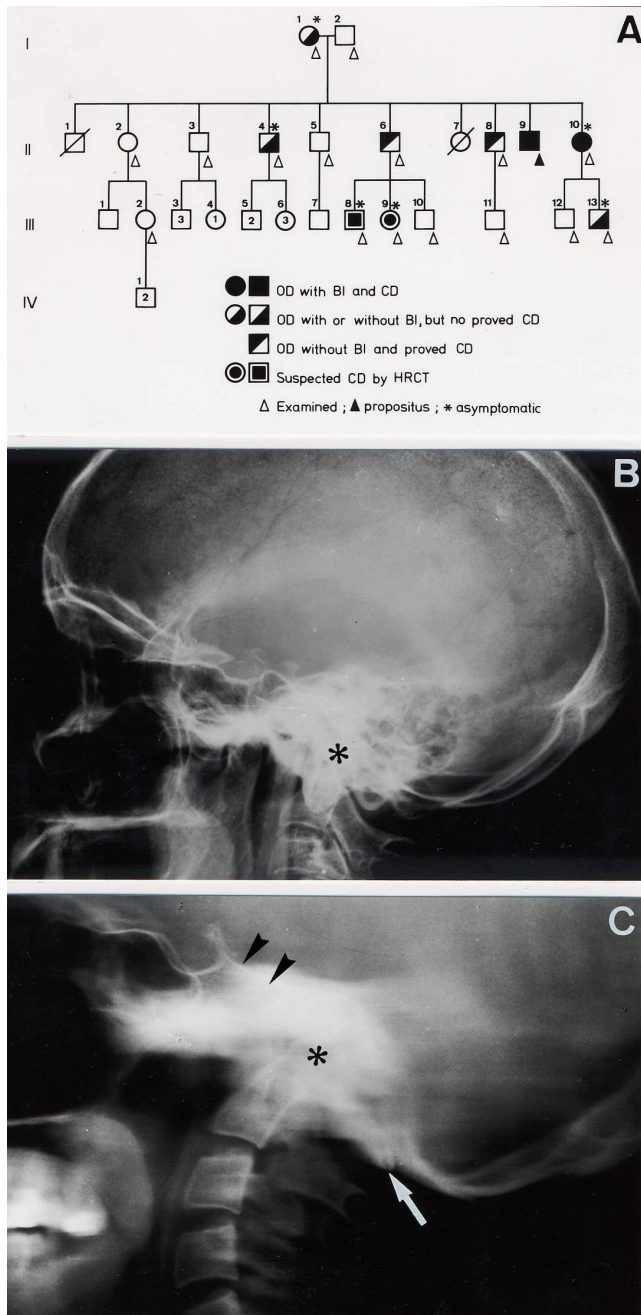 A
I
1 * 2
II
1 2 3 4 * 5 6 7 8 9 10 *
III
1 2 3 4 5 6 7 8 * 9 * 10 11 12 13 *
3 1 2 3
IV
1
2
OD with BI and CD
OD with or without BI, but no proved CD
OD without BI and proved CD
Suspected CD by HRCT
△ Examined ; ▲ propositus ; * asymptomatic
B
*
C
*